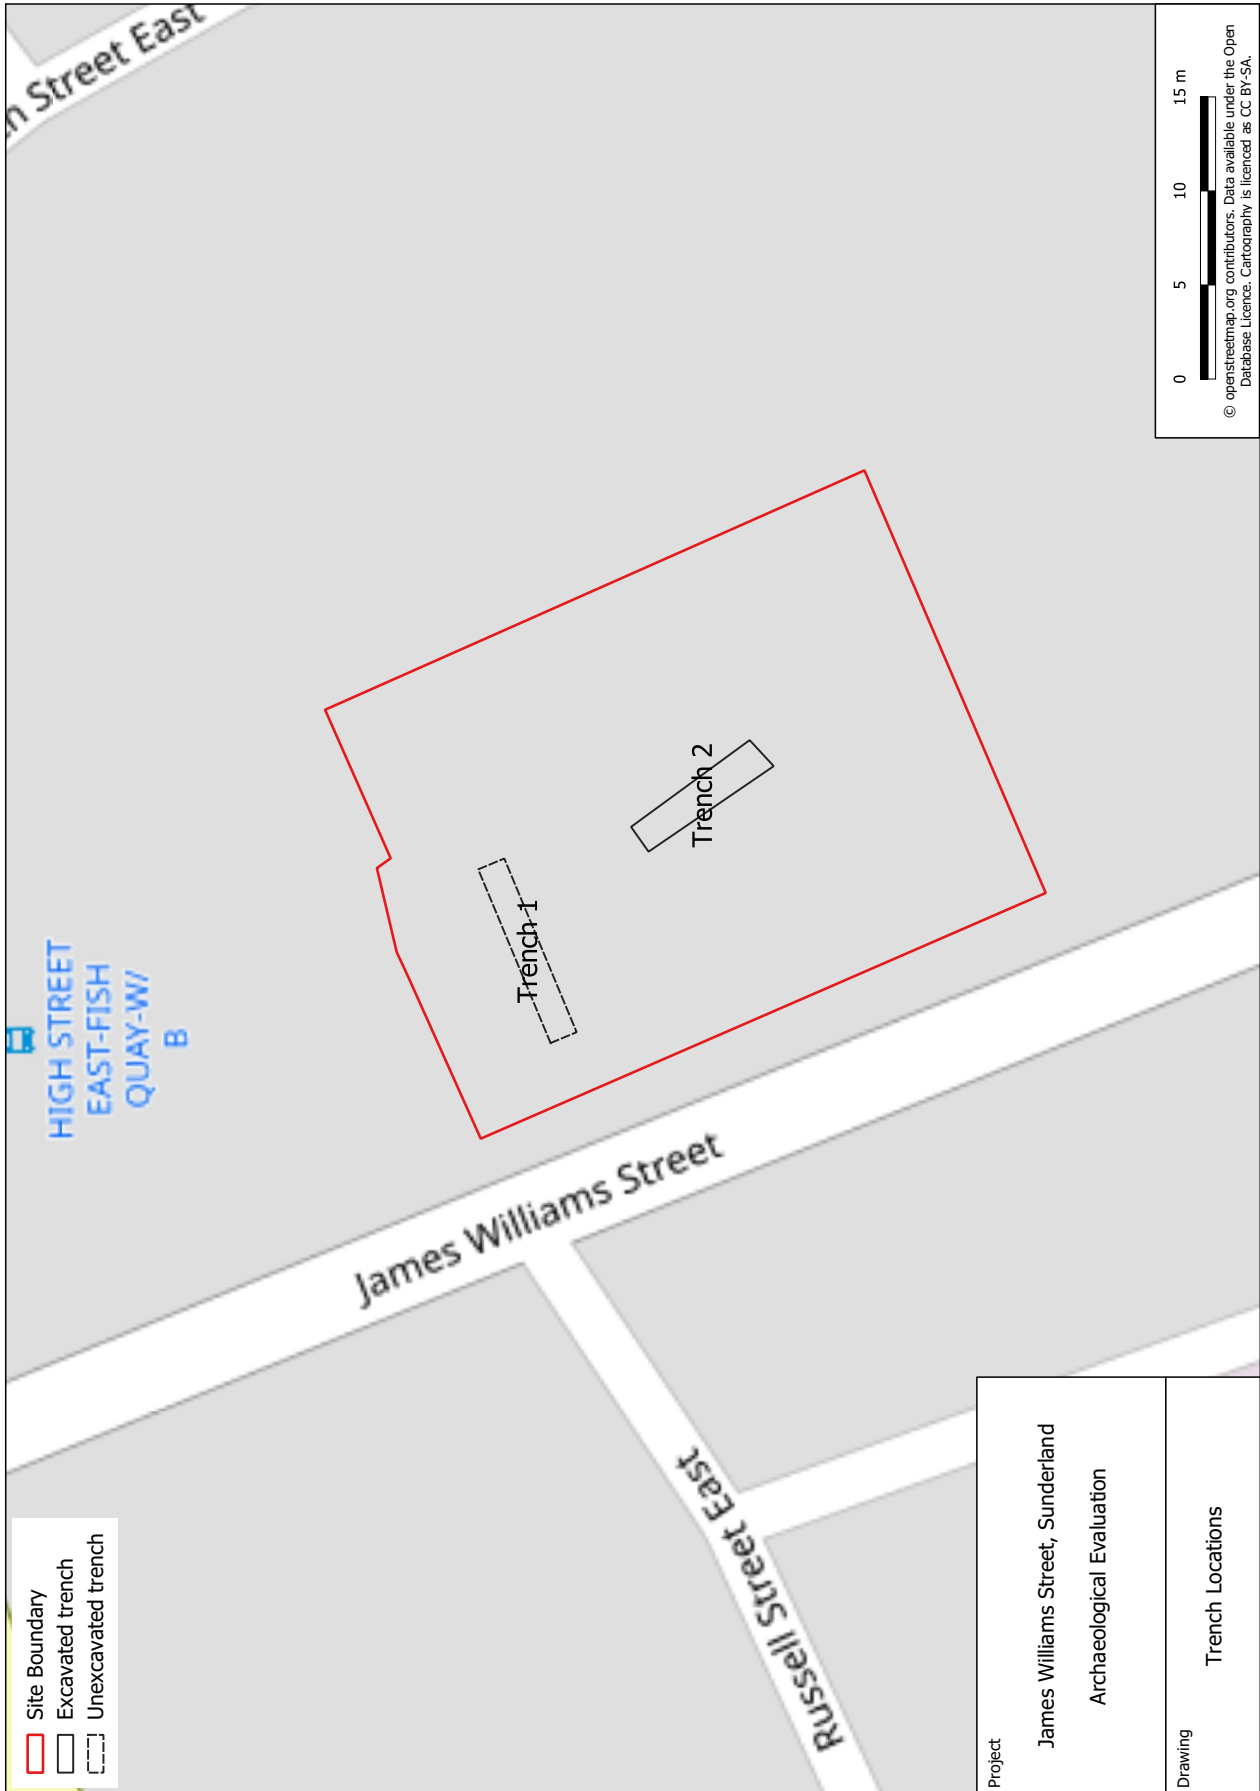 Site Boundary
Excavated trench
Unexcavated trench
HIGH STREET
EAST-FISH
QUAY-W/
B
Street East
James Williams Street
Russell Street East
Trench 1
Trench 2
Project
James Williams Street, Sunderland
Archaeological Evaluation
Drawing
Trench Locations
0 5 10 15 m
© openstreetmap.org contributors. Data available under the Open
Database Licence. Cartography is licenced as CC BY-SA.